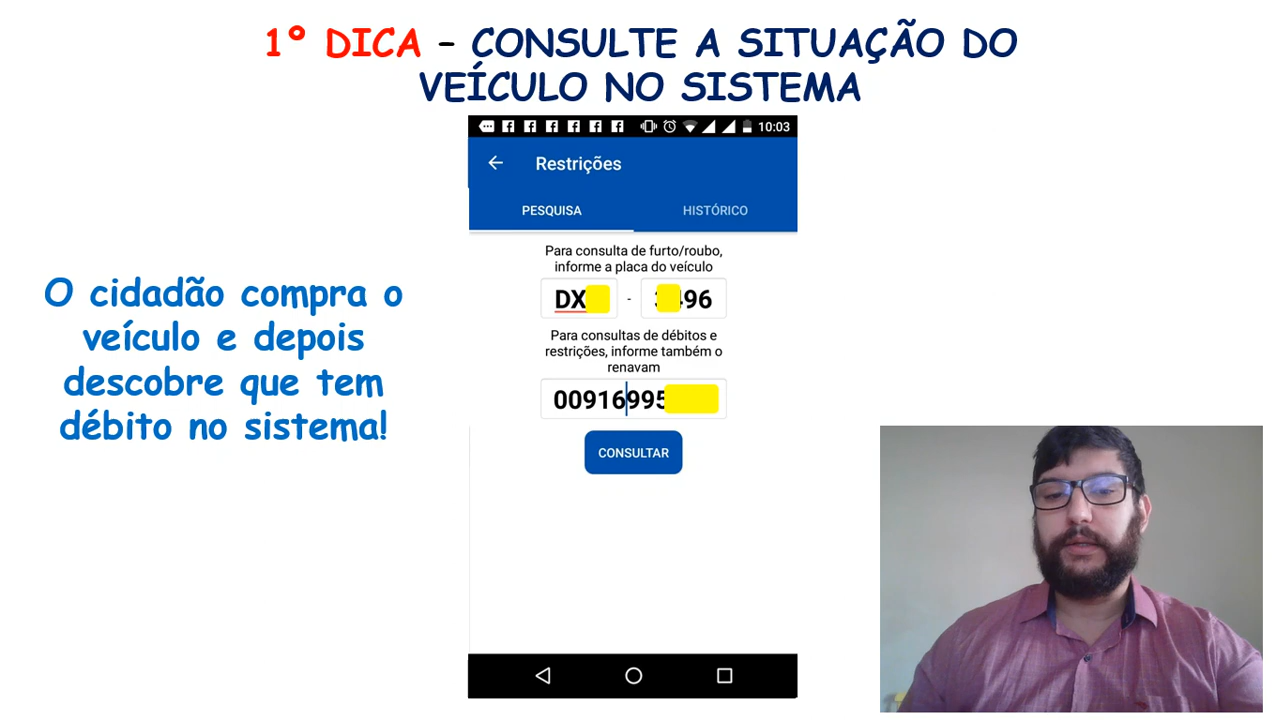 1º DICA – CONSULTE A SITUAÇÃO DO
VEÍCULO NO SISTEMA
10:03
Restrições
PESQUISA
HISTÓRICO
Para consulta de furto/roubo,
informe a placa do veículo
DX - 496
Para consultas de débitos e
restrições, informe também o
renavam
00916995
CONSULTAR
O cidadão compra o
veículo e depois
descobre que tem
débito no sistema!